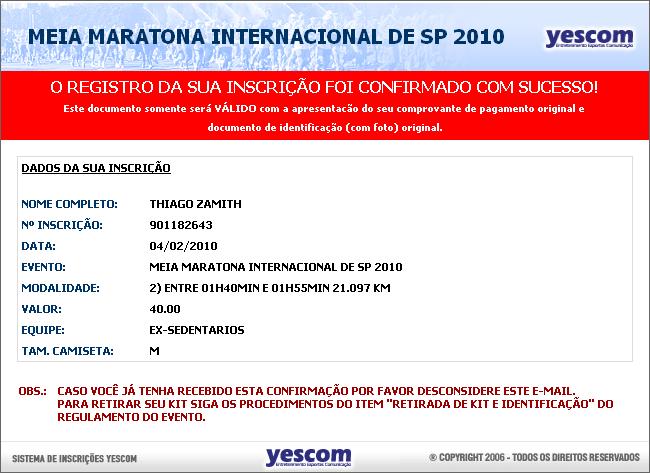 MEIA MARATONA INTERNACIONAL DE SP 2010
yescom
Entretenimento Esportes Comunicação
O REGISTRO DA SUA INSCRIÇÃO FOI CONFIRMADO COM SUCESSO!
Este documento somente será VÁLIDO com a apresentação do seu comprovante de pagamento original e
documento de identificação (com foto) original.
DADOS DA SUA INSCRIÇÃO
NOME COMPLETO: THIAGO ZAMITH
Nº INSCRIÇÃO: 901182643
DATA: 04/02/2010
EVENTO: MEIA MARATONA INTERNACIONAL DE SP 2010
MODALIDADE: 2) ENTRE 01H40MIN E 01H55MIN 21.097 KM
VALOR: 40.00
EQUIPE: EX-SEDENTARIOS
TAM. CAMISETA: M
OBS.: CASO VOCÊ JÁ TENHA RECEBIDO ESTA CONFIRMAÇÃO POR FAVOR DESCONSIDERE ESTE E-MAIL.
PARA RETIRAR SEU KIT SIGA OS PROCEDIMENTOS DO ITEM "RETIRADA DE KIT E IDENTIFICAÇÃO" DO
REGULAMENTO DO EVENTO.
SISTEMA DE INSCRIÇÕES YESCOM
yescom
Entretenimento Esportes Comunicação
® COPYRIGHT 2006 - TODOS OS DIREITOS RESERVADOS